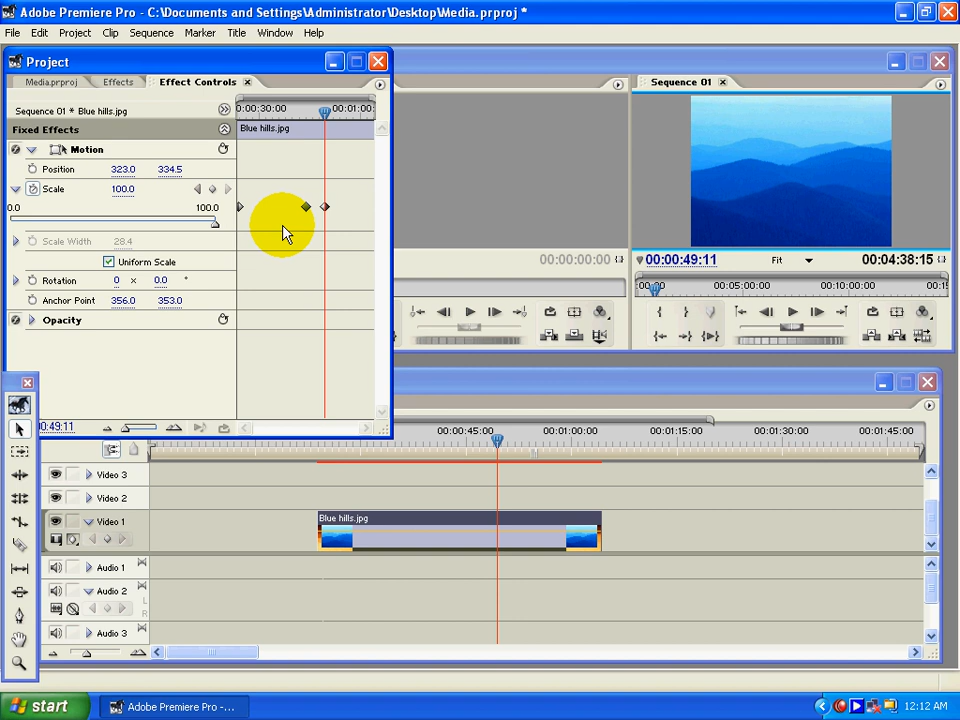 Adobe Premiere Pro - C:\Documents and Settings\Administrator\Desktop\Media.prproj *
File Edit Project Clip Sequence Marker Title Window Help
Project
Media.prproj Effects Effect Controls
Sequence 01
Sequence 01 * Blue hills.jpg
0:00:30:00 00:01:00:
Fixed Effects
Blue hills.jpg
Motion
Position 323.0 334.5
Scale 100.0
0.0 100.0
Scale Width 28.4
Uniform Scale
Rotation 0 x 0.0 °
Anchor Point 356.0 353.0
Opacity
00:00:00:00
00:00:49:11 Fit 00:04:38:15
:00:00 00:05:00:00 00:10:00:00 00:15
0:49:11
00:00:45:00 00:01:00:00 00:01:15:00 00:01:30:00 00:01:45:00
Video 3
Video 2
Blue hills.jpg
Video 1
Audio 1
Audio 2
L
R
Audio 3
start
Adobe Premiere Pro - ...
12:12 AM